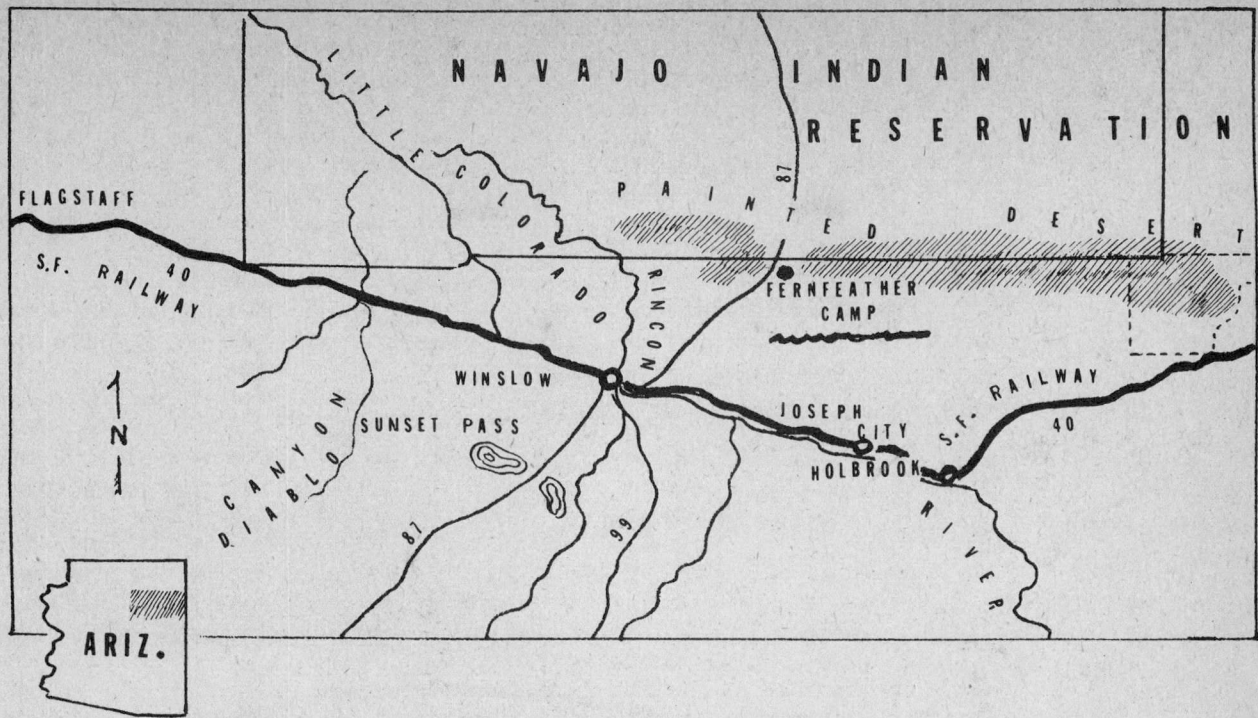 NAVAJO INDIAN
RESERVATION
LITTLE COLORADO
PAINTED DESERT
87
FLAGSTAFF
40
S.F. RAILWAY
RINCON
FERNFEATHER
CAMP
N
WINSLOW
S.F. RAILWAY
40
JOSEPH
CITY
SUNSET PASS
HOLBROOK
CANYON
DIABLO
87
99
RIVER
ARIZ.